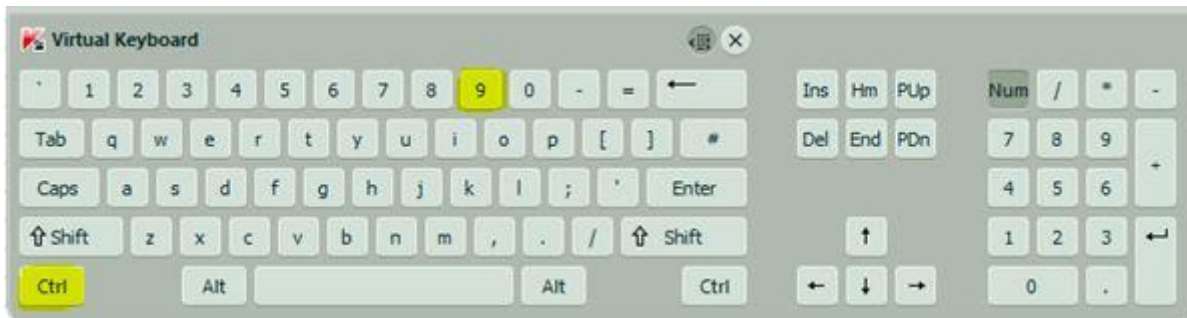 Virtual Keyboard
` 1 2 3 4 5 6 7 8 9 0 - = ← Ins Hm PUp Num / * -
Tab q w e r t y u i o p [ ] # Del End PDn 7 8 9 +
Caps a s d f g h j k l ; ' Enter 4 5 6
⇧ Shift z x c v b n m , . / ⇧ Shift ↑ 1 2 3 ↵
Ctrl Alt Alt Ctrl ← ↓ → 0 .